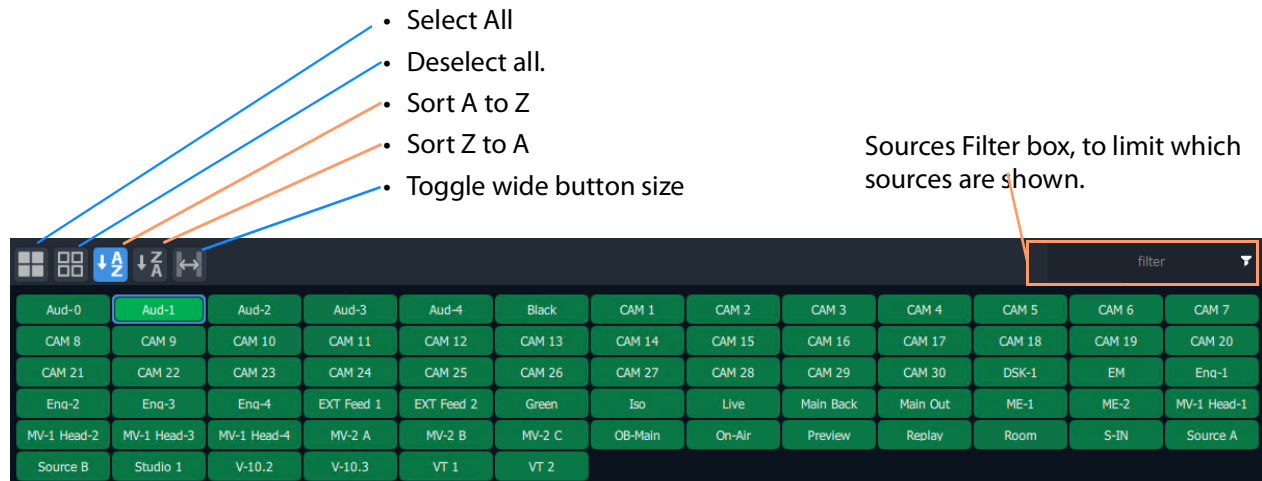 • Select All
• Deselect all.
• Sort A to Z
• Sort Z to A
• Toggle wide button size
Sources Filter box, to limit which
sources are shown.
A Z Z A filter
Aud-0 Aud-1 Aud-2 Aud-3 Aud-4 Black CAM 1 CAM 2 CAM 3 CAM 4 CAM 5 CAM 6 CAM 7
CAM 8 CAM 9 CAM 10 CAM 11 CAM 12 CAM 13 CAM 14 CAM 15 CAM 16 CAM 17 CAM 18 CAM 19 CAM 20
CAM 21 CAM 22 CAM 23 CAM 24 CAM 25 CAM 26 CAM 27 CAM 28 CAM 29 CAM 30 DSK-1 EM Eng-1
Eng-2 Eng-3 Eng-4 EXT Feed 1 EXT Feed 2 Green Iso Live Main Back Main Out ME-1 ME-2 MV-1 Head-1
MV-1 Head-2 MV-1 Head-3 MV-1 Head-4 MV-2 A MV-2 B MV-2 C OB-Main On-Air Preview Replay Room S-IN Source A
Source B Studio 1 V-10.2 V-10.3 VT 1 VT 2